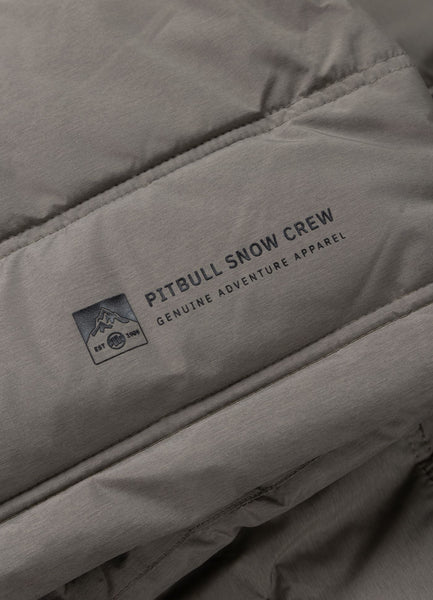 PITBULL SNOW CREW
GENUINE ADVENTURE APPAREL
EST 1989